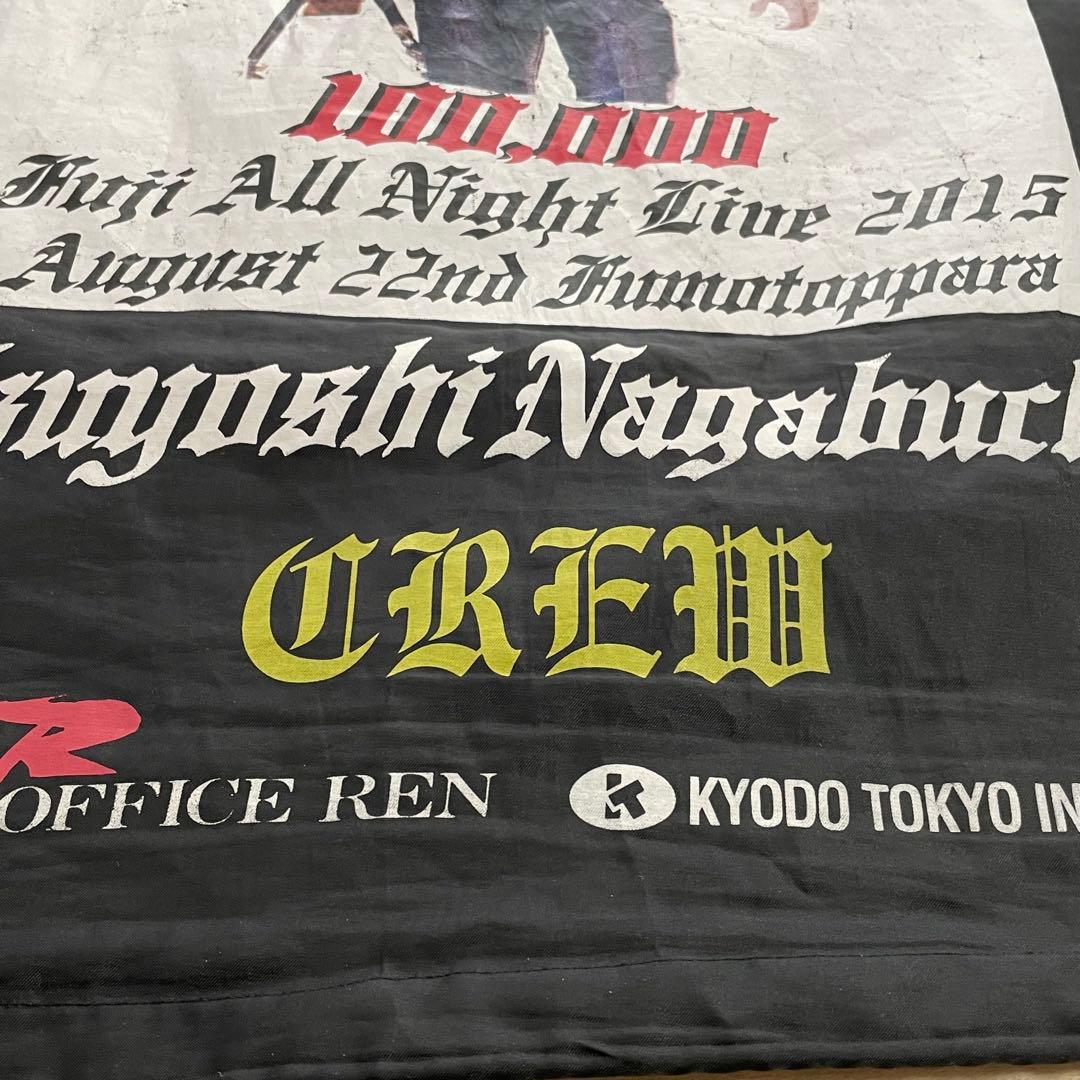 100,000
Fuji All Night Live 2015
August 22nd Fumotoppara
suyoshi Nagabuch
CREW
R
OFFICE REN
K KYODO TOKYO IN